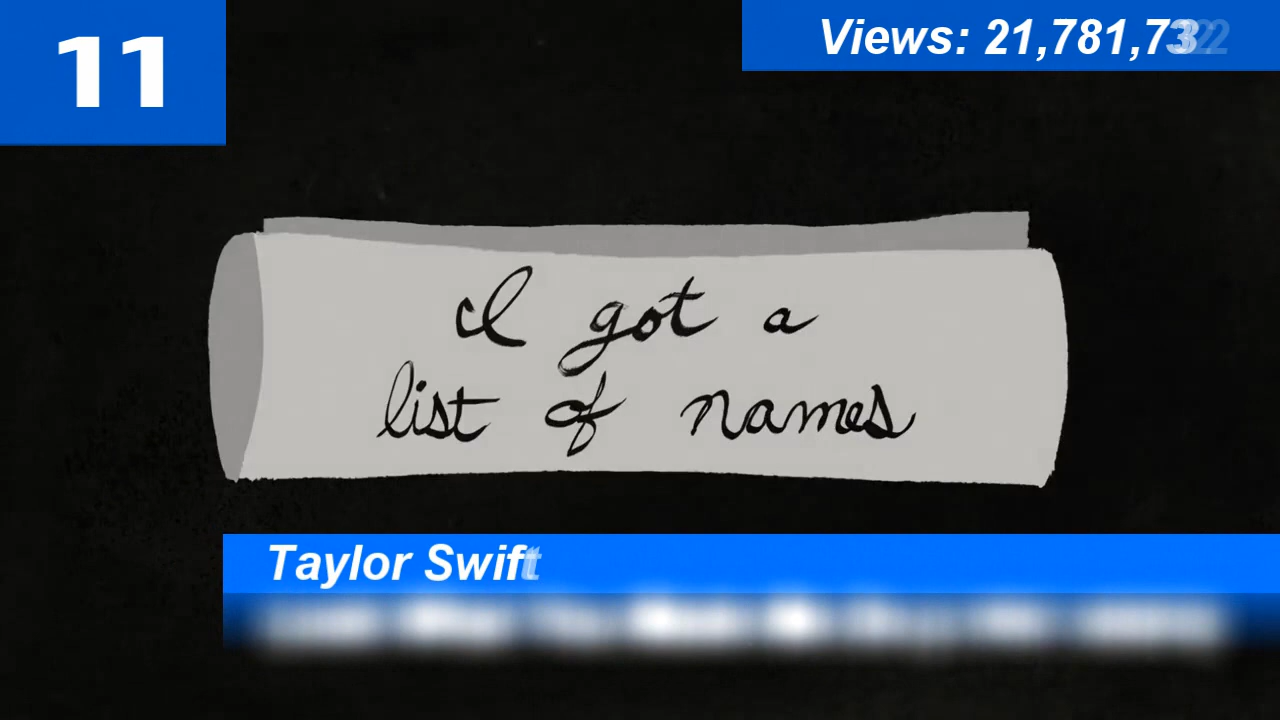 11
Views: 21,781,73
I got a
list of names
Taylor Swift